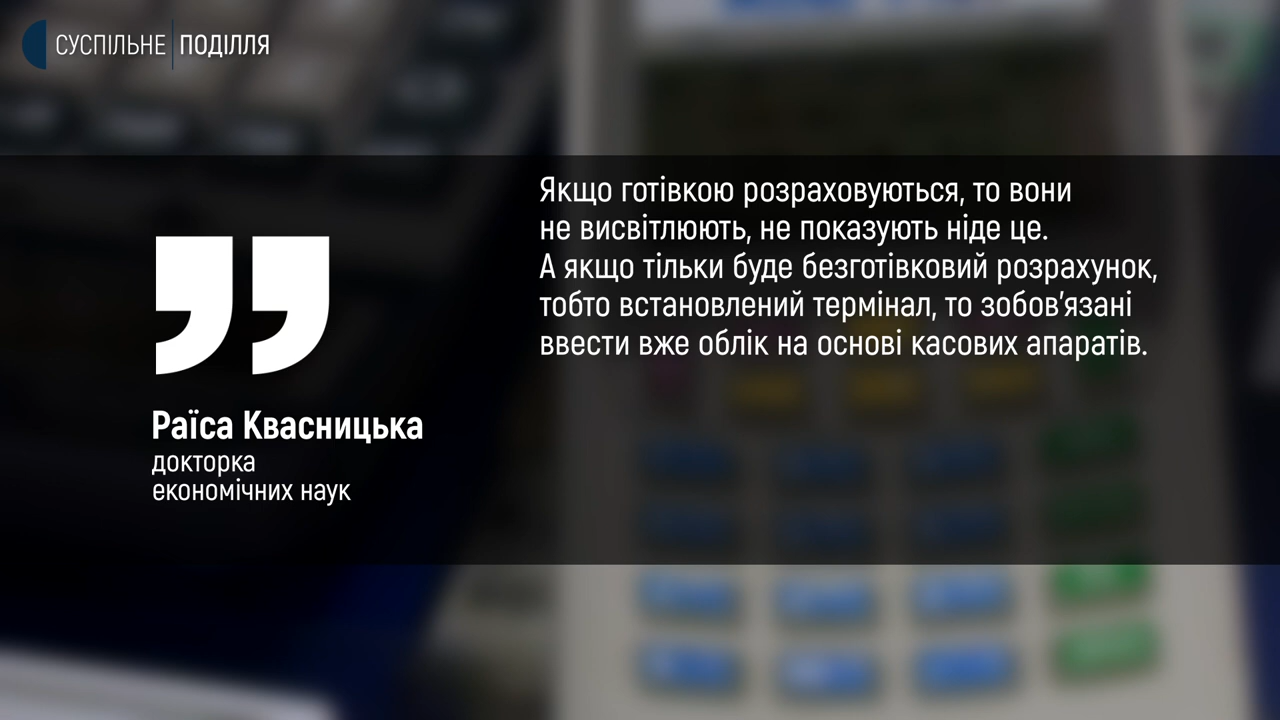 СУСПІЛЬНЕ ПОДІЛЛЯ
Якщо готівкою розраховуються, то вони
не висвітлюють, не показують ніде це.
А якщо тільки буде безготівковий розрахунок,
тобто встановлений термінал, то зобов'язані
ввести вже облік на основі касових апаратів.
Раїса Квасницька
докторка
економічних наук